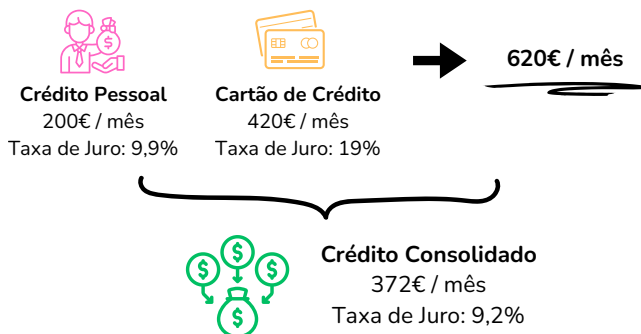 Crédito Pessoal
200€ / mês
Taxa de Juro: 9,9%
Cartão de Crédito
420€ / mês
Taxa de Juro: 19%
620€ / mês
Crédito Consolidado
372€ / mês
Taxa de Juro: 9,2%